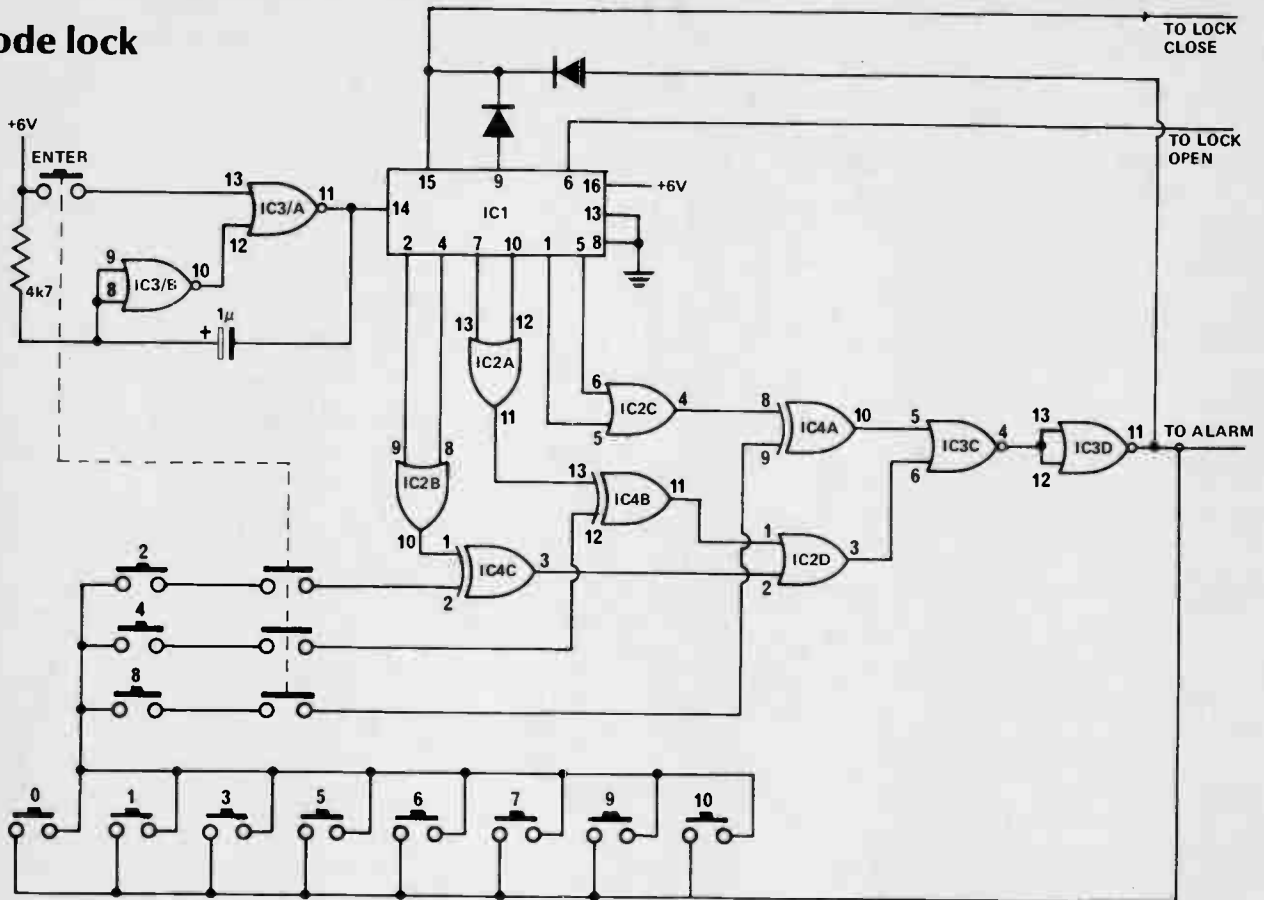 ode lock
TO LOCK
CLOSE
+6V
ENTER
TO LOCK
OPEN
13
11
IC3/A
12
15
9
6
16
+6V
14
IC1
13
2
4
7
10
1
5
8
9
8
IC3/B
10
4k7
+
1μ
13
12
IC2A
11
6
IC2C
4
5
8
IC4A
10
9
5
IC3C
4
6
13
IC3D
11
12
TO ALARM
9
8
IC2B
10
13
IC4B
11
12
1
IC4C
3
2
1
IC2D
3
2
2
4
8
0
1
3
5
6
7
9
10